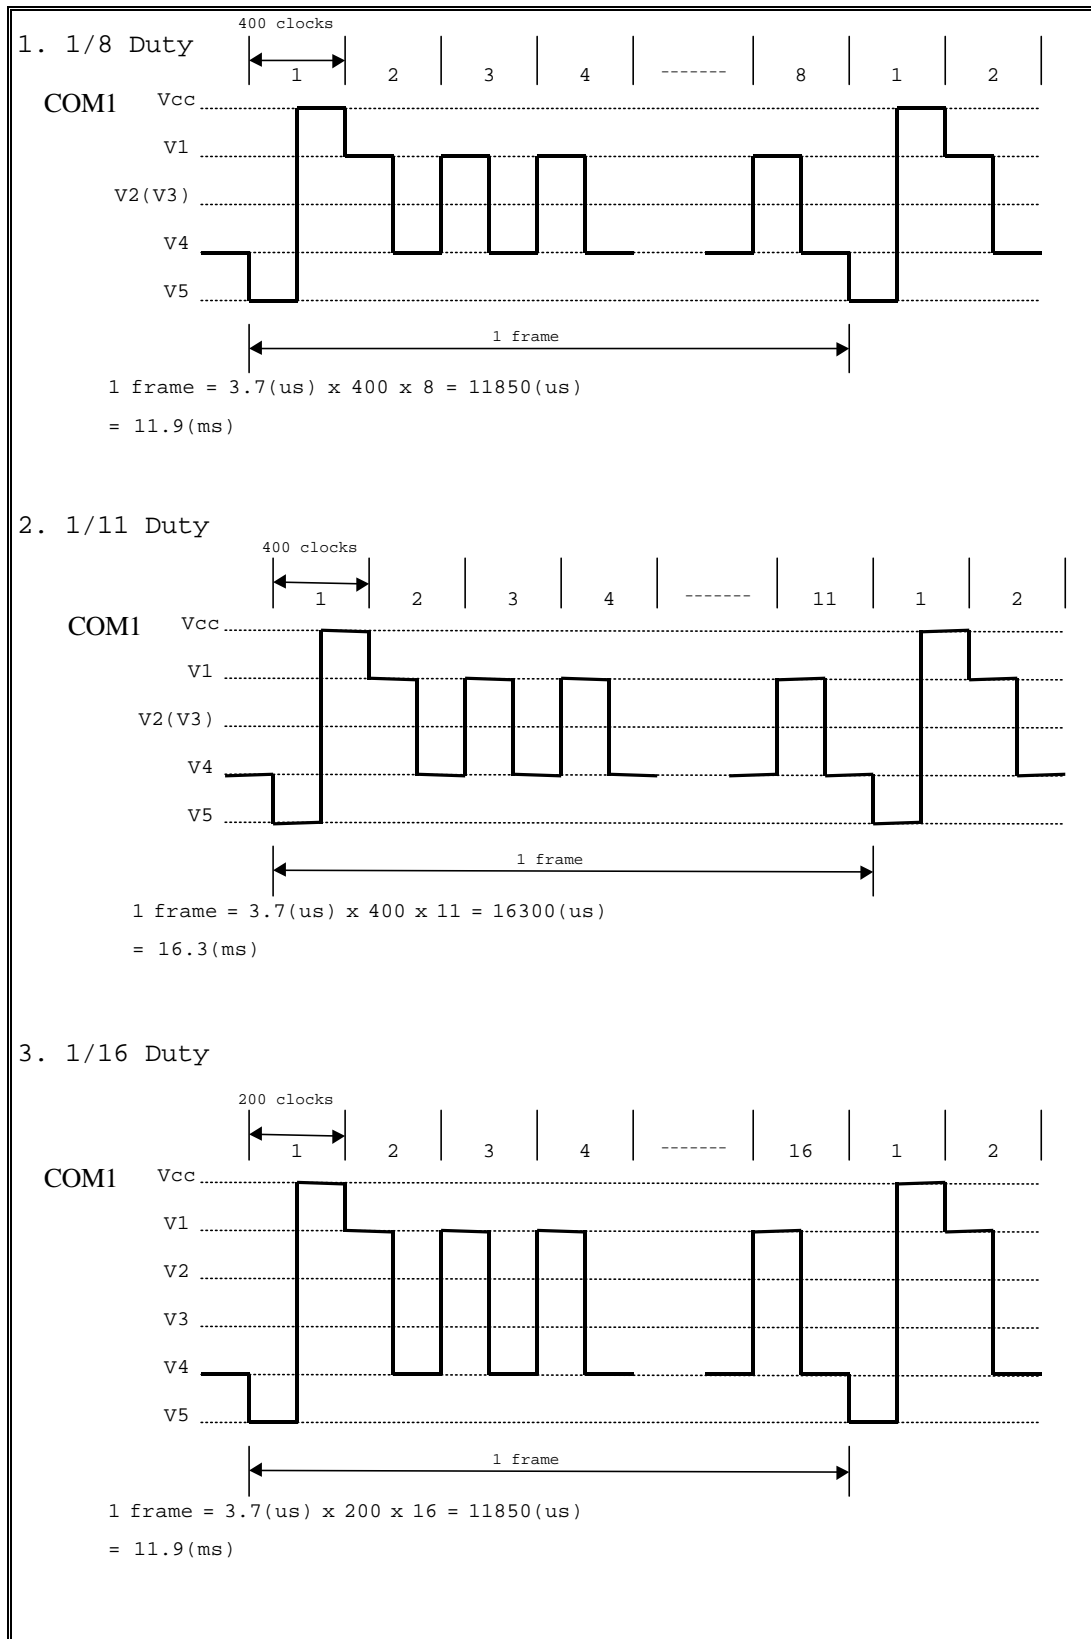 400 clocks
1. 1/8 Duty
1 2 3 4 ------- 8 1 2
COM1 Vcc
V1
V2(V3)
V4
V5
1 frame
1 frame = 3.7(us) x 400 x 8 = 11850(us)
= 11.9(ms)
2. 1/11 Duty
400 clocks
1 2 3 4 ------- 11 1 2
COM1 Vcc
V1
V2(V3)
V4
V5
1 frame
1 frame = 3.7(us) x 400 x 11 = 16300(us)
= 16.3(ms)
3. 1/16 Duty
200 clocks
1 2 3 4 ------- 16 1 2
COM1 Vcc
V1
V2
V3
V4
V5
1 frame
1 frame = 3.7(us) x 200 x 16 = 11850(us)
= 11.9(ms)